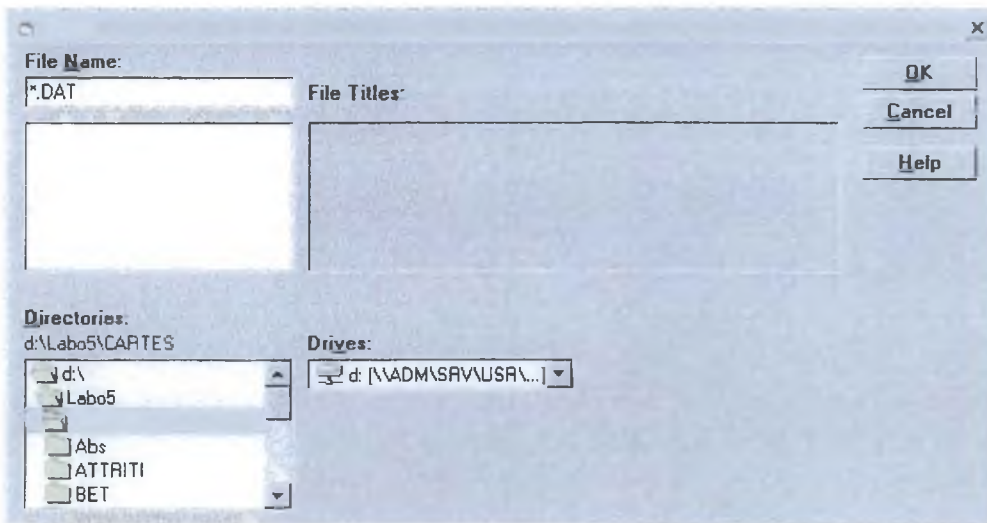 x
File Name:
*.DAT
File Titles:
OK
Cancel
Help
Directories:
d:\Labo5\CARTES
Drives:
d:\
d: [\\ADM\SRV\USR\...]
Labo5
Abs
ATTRITI
BET